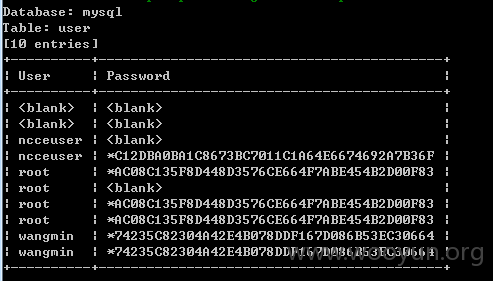 Database: mysql
Table: user
[10 entries]
| User | Password |
| <blank> | <blank> |
| <blank> | <blank> |
| ncceuser | <blank> |
| ncceuser | *C12DBA0BA1C8673BC7011C1A64E6674692A7B36F |
| root | *AC08C135F8D448D3576CE664F7ABE454B2D00F83 |
| root | <blank> |
| root | *AC08C135F8D448D3576CE664F7ABE454B2D00F83 |
| root | *AC08C135F8D448D3576CE664F7ABE454B2D00F83 |
| wangmin | *74235C82304A42E4B078DDF167D086B53EC30664 |
| wangmin | *74235C82304A42E4B078DDF167D086B53EC30664 |
www.wooyun.org